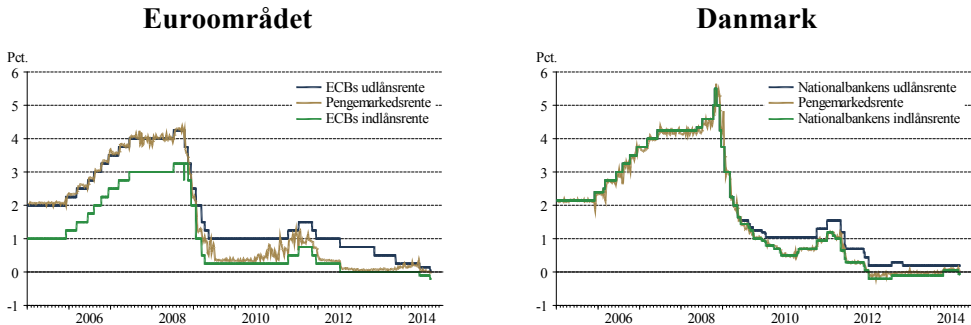 Euroområdet
Pct.
6
5
4
3
2
1
0
-1
ECBs udlånsrente
Pengemarkedsrente
ECBs indlånsrente
2006 2008 2010 2012 2014
Danmark
Pct.
6
5
4
3
2
1
0
-1
Nationalbankens udlånsrente
Pengemarkedsrente
Nationalbankens indlånsrente
2006 2008 2010 2012 2014